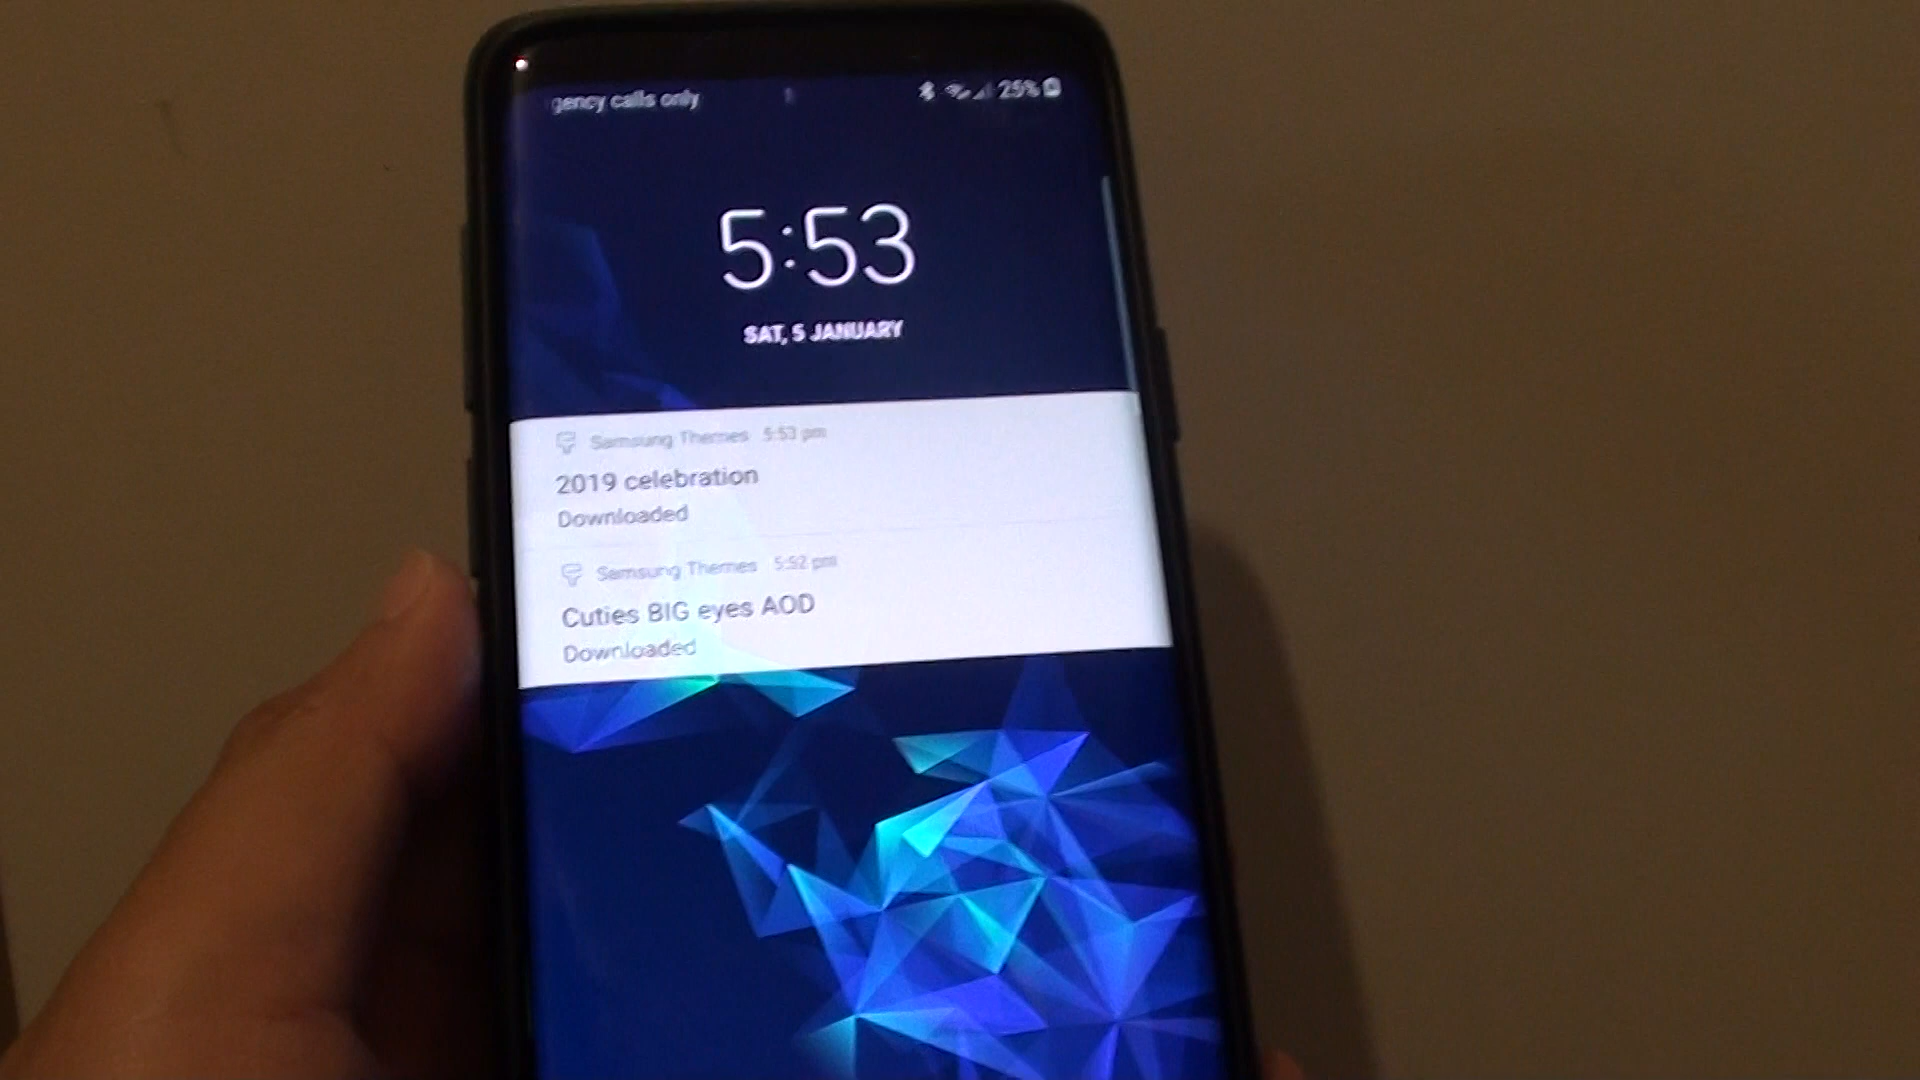 gency calls only
25%
5:53
SAT, 5 JANUARY
Samsung Themes 5:53 pm
2019 celebration
Downloaded
Samsung Themes 5:52 pm
Cuties BIG eyes AOD
Downloaded